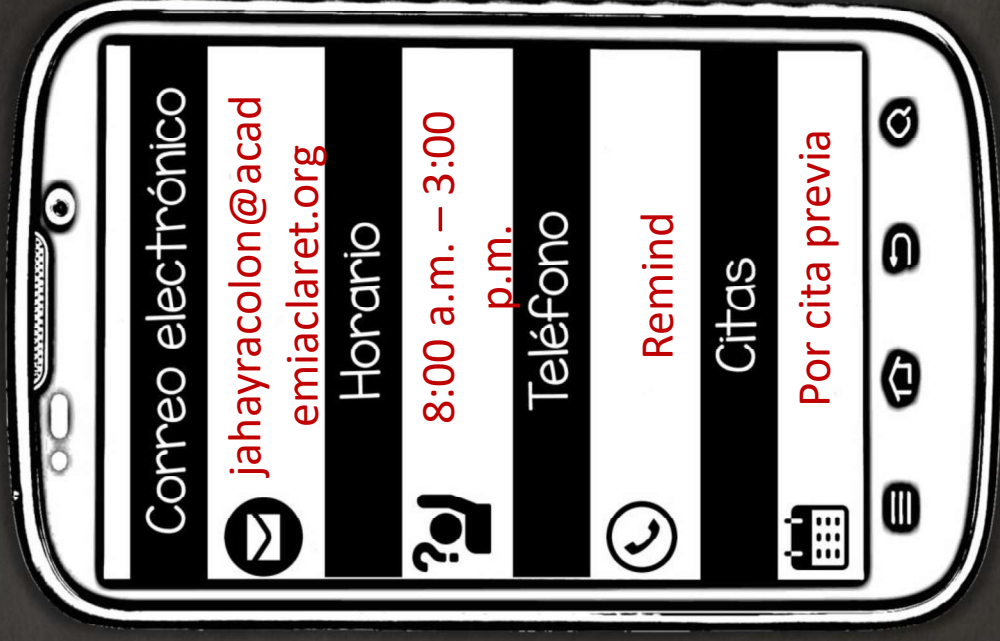 Correo electrónico
jahayracolon@acad
emiaclaret.org
Horario
8:00 a.m. – 3:00
p.m.
Teléfono
Remind
Citas
Por cita previa